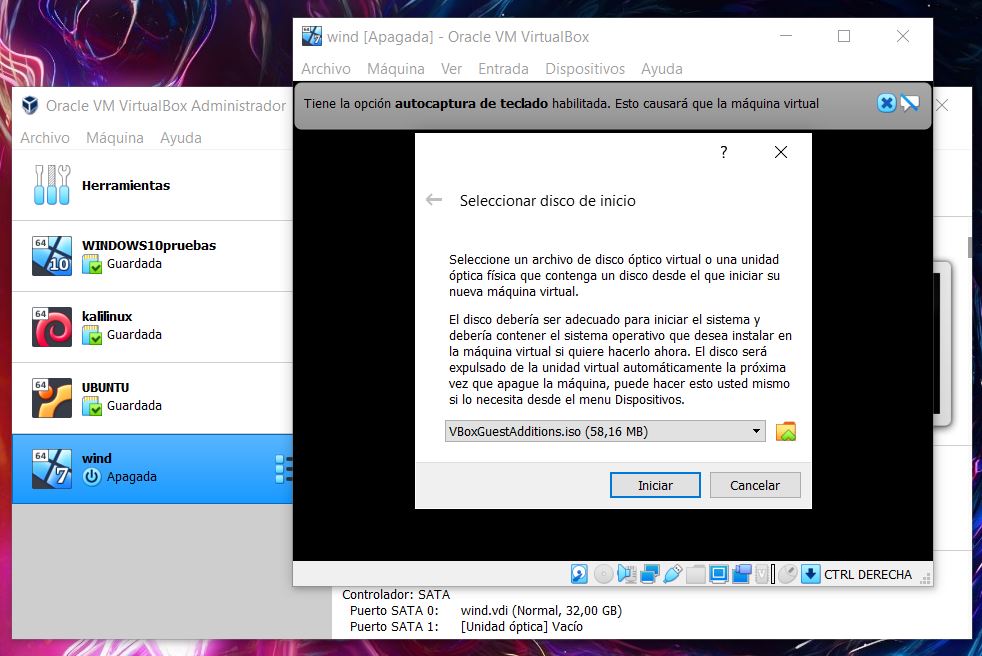 Oracle VM VirtualBox Administrador
Archivo Máquina Ayuda
Herramientas
64
10
WINDOWS10pruebas
Guardada
64
kalilinux
Guardada
64
UBUNTU
Guardada
64
7
wind
Apagada
64
7
wind [Apagada] - Oracle VM VirtualBox
Archivo Máquina Ver Entrada Dispositivos Ayuda
Tiene la opción autocaptura de teclado habilitada. Esto causará que la máquina virtual
?
Seleccionar disco de inicio
Seleccione un archivo de disco óptico virtual o una unidad
óptica física que contenga un disco desde el que iniciar su
nueva máquina virtual.
El disco debería ser adecuado para iniciar el sistema y
debería contener el sistema operativo que desea instalar en
la máquina virtual si quiere hacerlo ahora. El disco será
expulsado de la unidad virtual automáticamente la próxima
vez que apague la máquina, puede hacer esto usted mismo
si lo necesita desde el menu Dispositivos.
VBoxGuestAdditions.iso (58,16 MB)
Iniciar Cancelar
CTRL DERECHA
Controlador: SATA
Puerto SATA 0: wind.vdi (Normal, 32,00 GB)
Puerto SATA 1: [Unidad óptica] Vacío